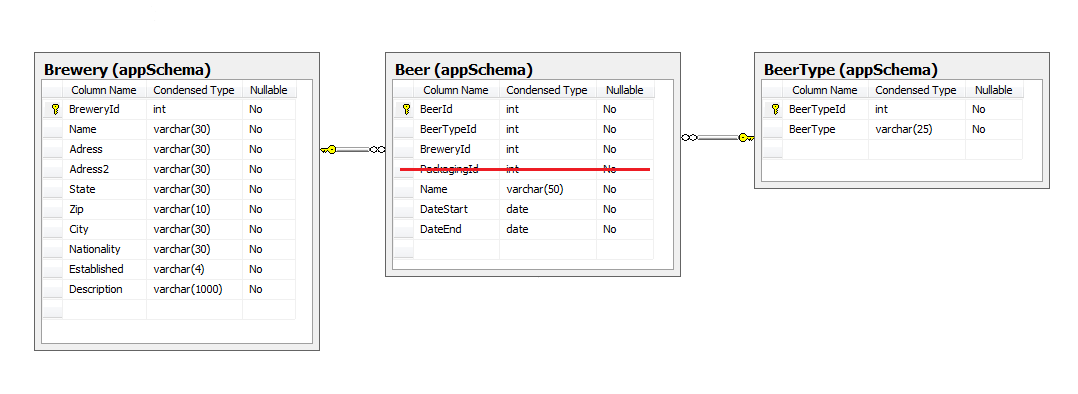 Brewery (appSchema)
Column Name Condensed Type Nullable
BreweryId int No
Name varchar(30) No
Adress varchar(30) No
Adress2 varchar(30) No
State varchar(30) No
Zip varchar(10) No
City varchar(30) No
Nationality varchar(30) No
Established varchar(4) No
Description varchar(1000) No
Beer (appSchema)
Column Name Condensed Type Nullable
BeerId int No
BeerTypeId int No
BreweryId int No
PackagingId int No
Name varchar(50) No
DateStart date No
DateEnd date No
BeerType (appSchema)
Column Name Condensed Type Nullable
BeerTypeId int No
BeerType varchar(25) No